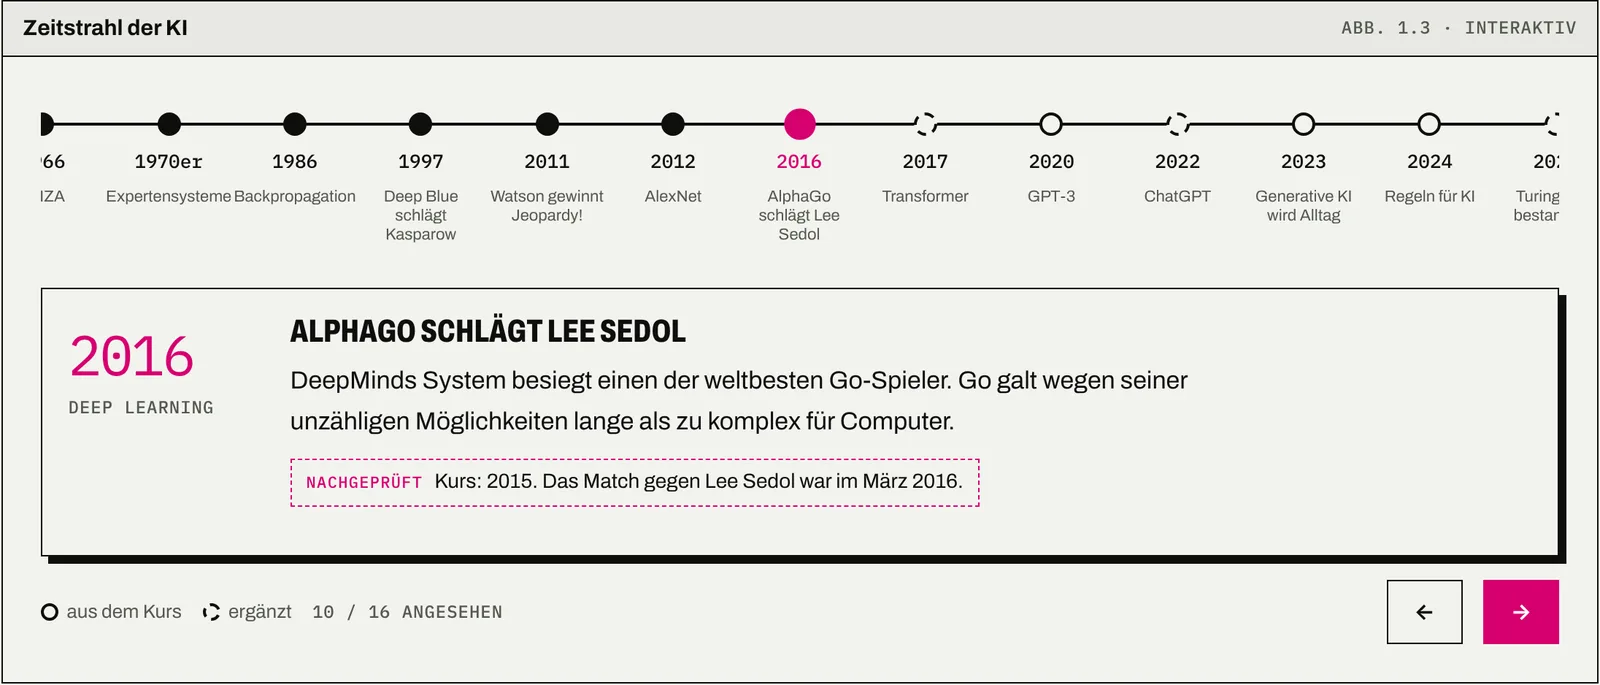 Zeitstrahl der KI
ABB. 1.3 · INTERAKTIV
66 1970er 1986 1997 2011 2012 2016 2017 2020 2022 2023 2024 20
IZA Expertensysteme Backpropagation Deep Blue Watson gewinnt AlexNet AlphaGo Transformer GPT-3 ChatGPT Generative KI Regeln für KI Turing
schlägt Jeopardy! schlägt Lee wird Alltag bestan
Kasparow Sedol
2016
DEEP LEARNING
ALPHAGO SCHLÄGT LEE SEDOL
DeepMinds System besiegt einen der weltbesten Go-Spieler. Go galt wegen seiner
unzähligen Möglichkeiten lange als zu komplex für Computer.
NACHGEPRÜFT Kurs: 2015. Das Match gegen Lee Sedol war im März 2016.
aus dem Kurs ergänzt 10 / 16 ANGESEHEN
← →